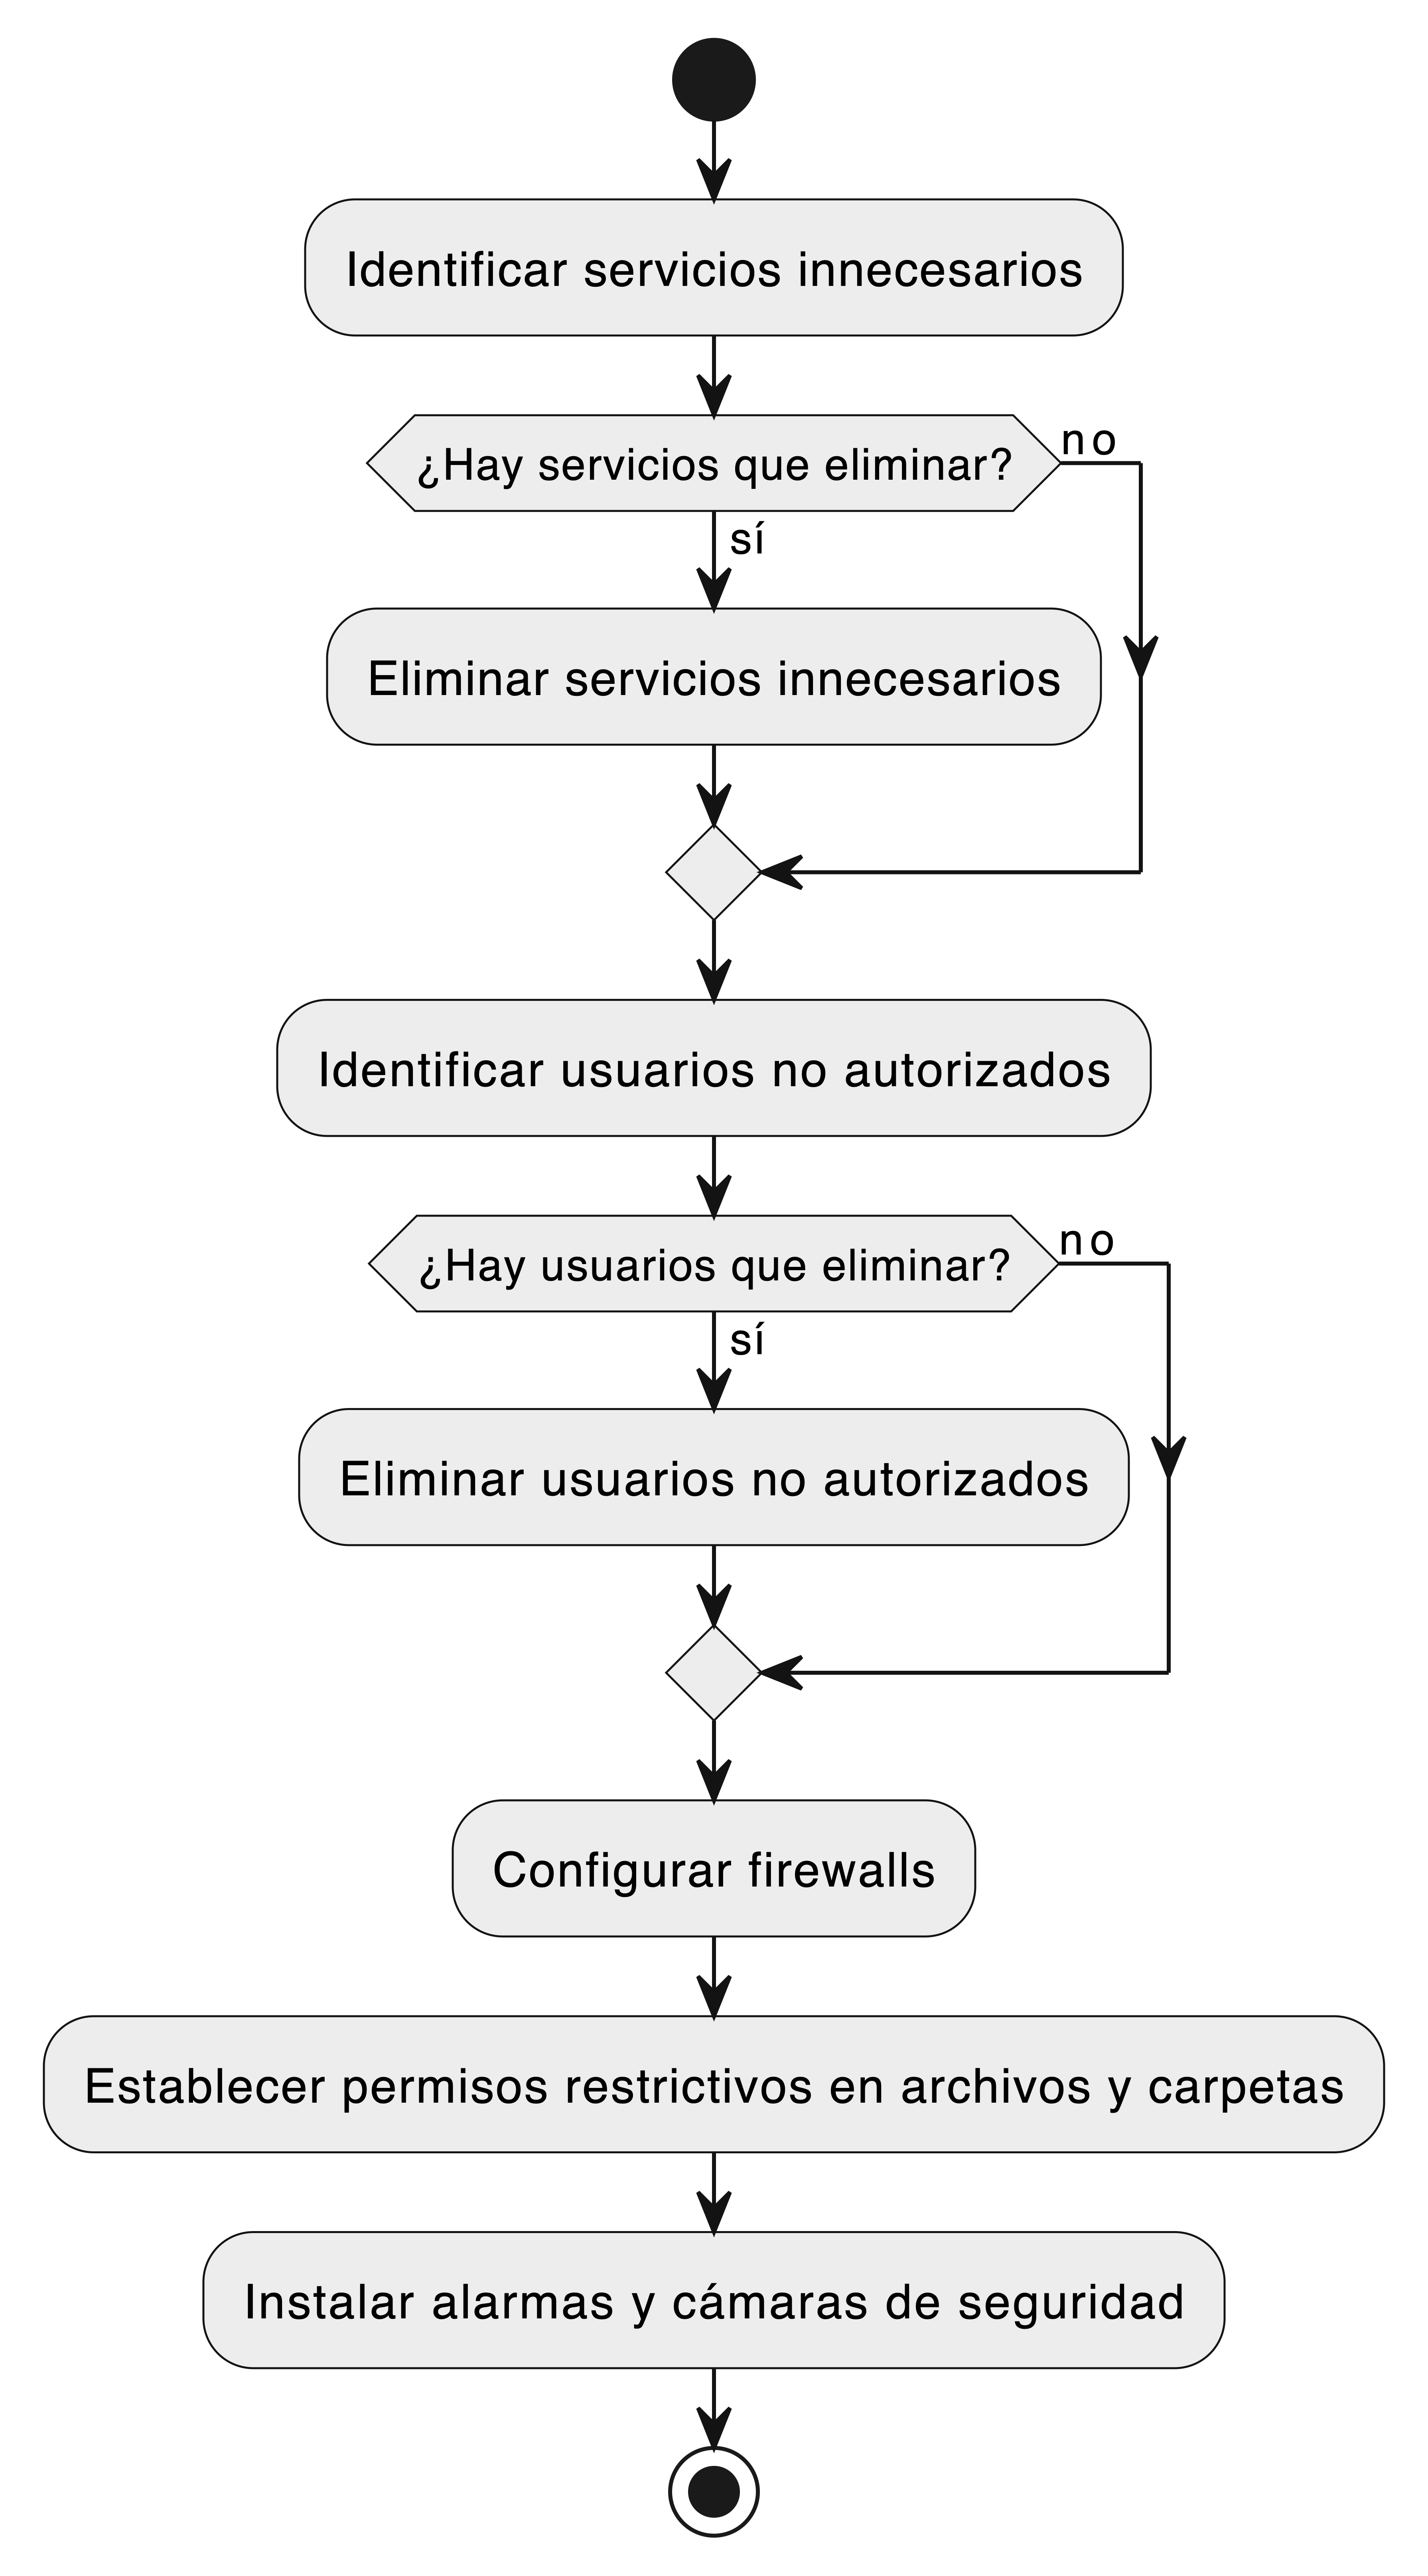 Identificar servicios innecesarios
¿Hay servicios que eliminar?
no
sí
Eliminar servicios innecesarios
Identificar usuarios no autorizados
¿Hay usuarios que eliminar?
no
sí
Eliminar usuarios no autorizados
Configurar firewalls
Establecer permisos restrictivos en archivos y carpetas
Instalar alarmas y cámaras de seguridad